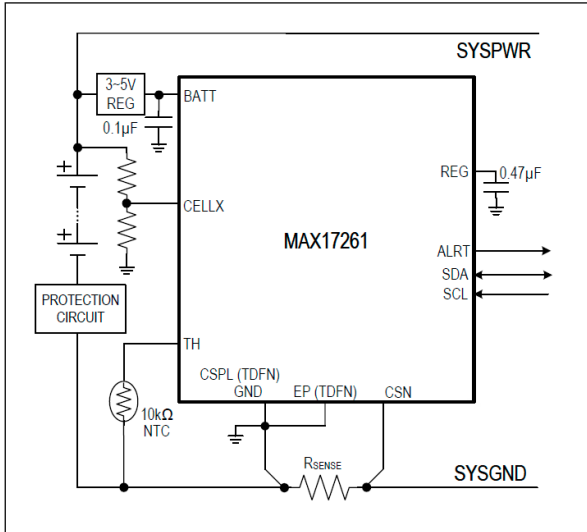 SYSPWR
3~5V
REG
BATT
0.1µF
REG
0.47µF
+
CELLX
MAX17261
+
ALRT
SDA
SCL
PROTECTION
CIRCUIT
TH
CSPL (TDFN)
GND
EP (TDFN)
CSN
10kΩ
NTC
RSENSE
SYSGND